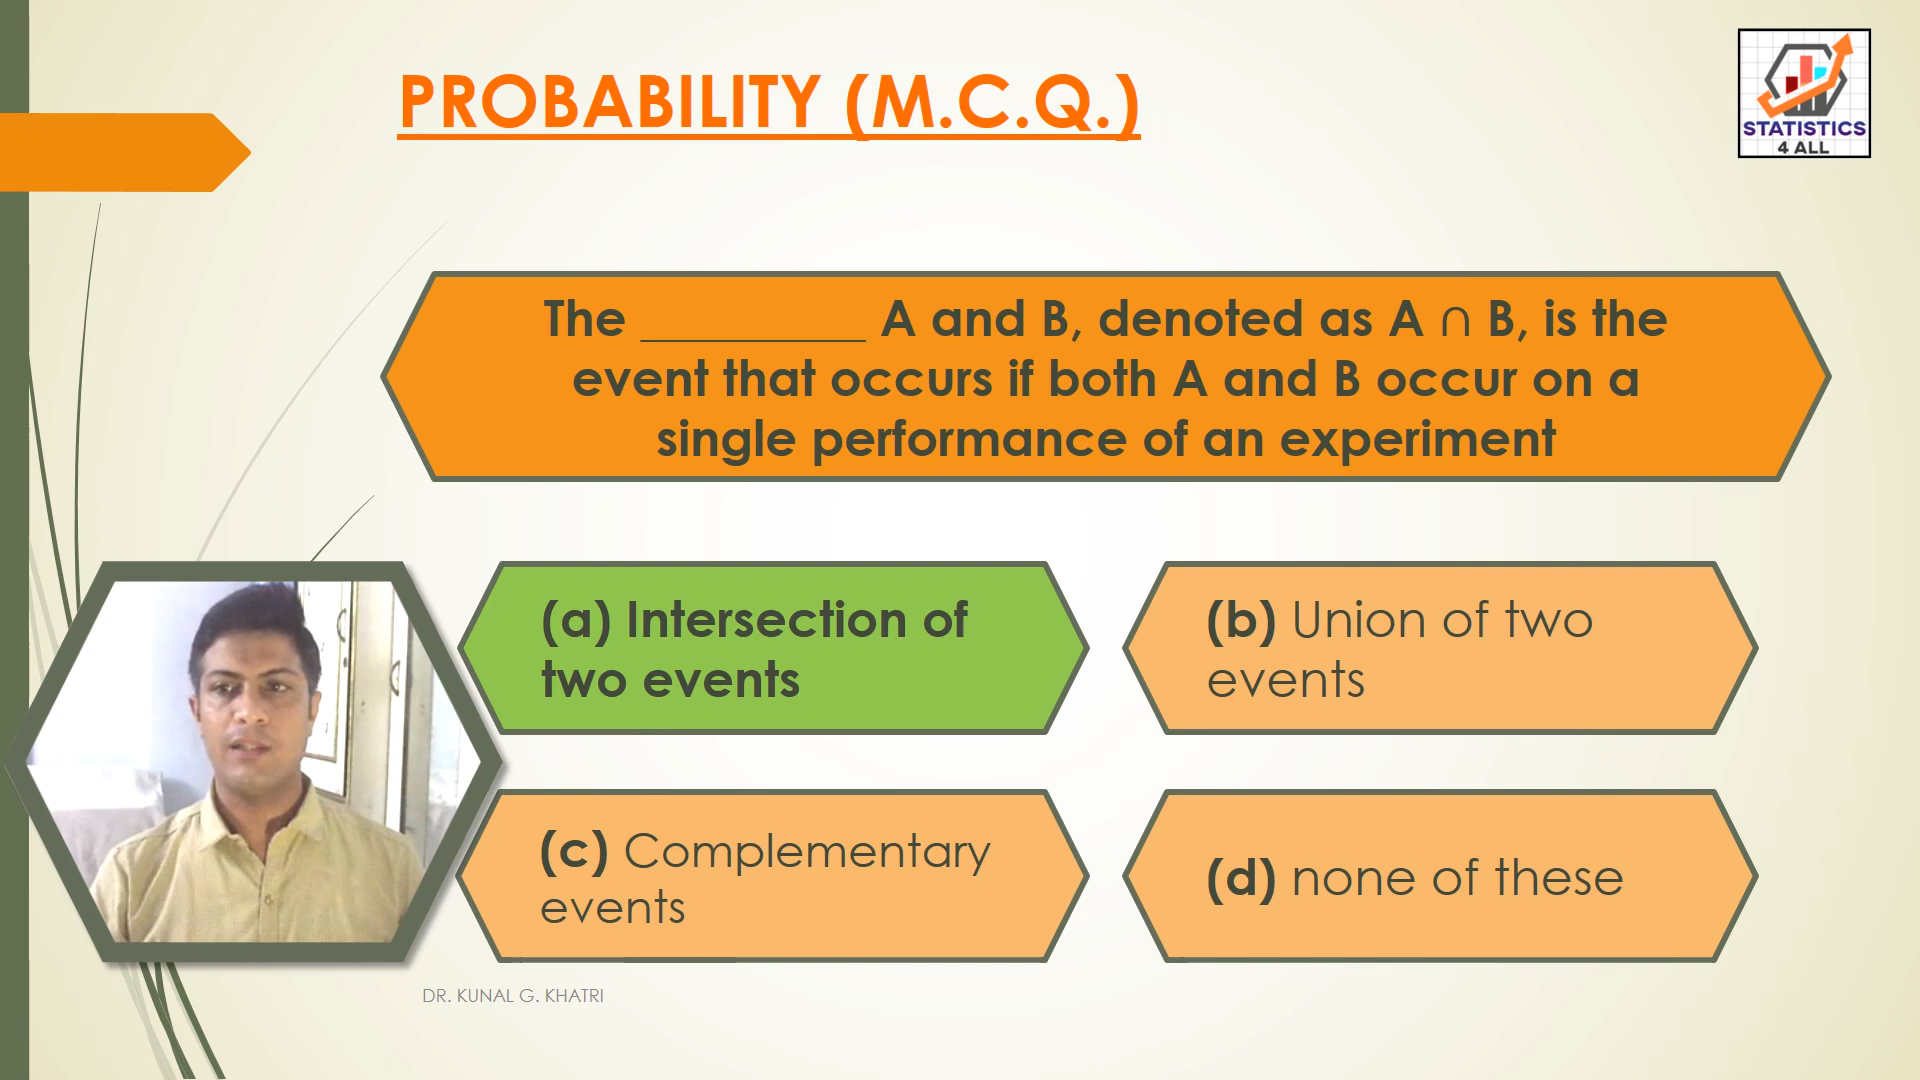 PROBABILITY (M.C.Q.)
STATISTICS
4 ALL
The _________ A and B, denoted as A ∩ B, is the
event that occurs if both A and B occur on a
single performance of an experiment
(a) Intersection of
two events
(b) Union of two
events
(c) Complementary
events
(d) none of these
DR. KUNAL G. KHATRI